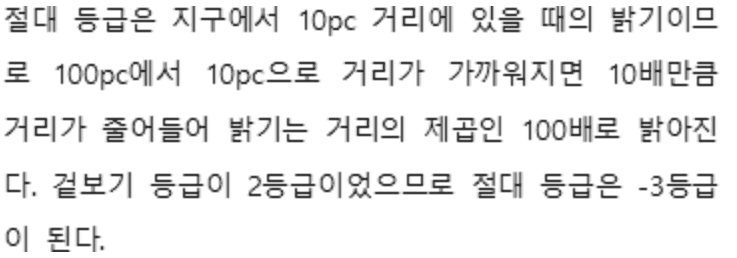 절대 등급은 지구에서 10pc 거리에 있을 때의 밝기이므
로 100pc에서 10pc으로 거리가 가까워지면 10배만큼
거리가 줄어들어 밝기는 거리의 제곱인 100배로 밝아진
다. 겉보기 등급이 2등급이었으므로 절대 등급은 -3등급
이 된다.